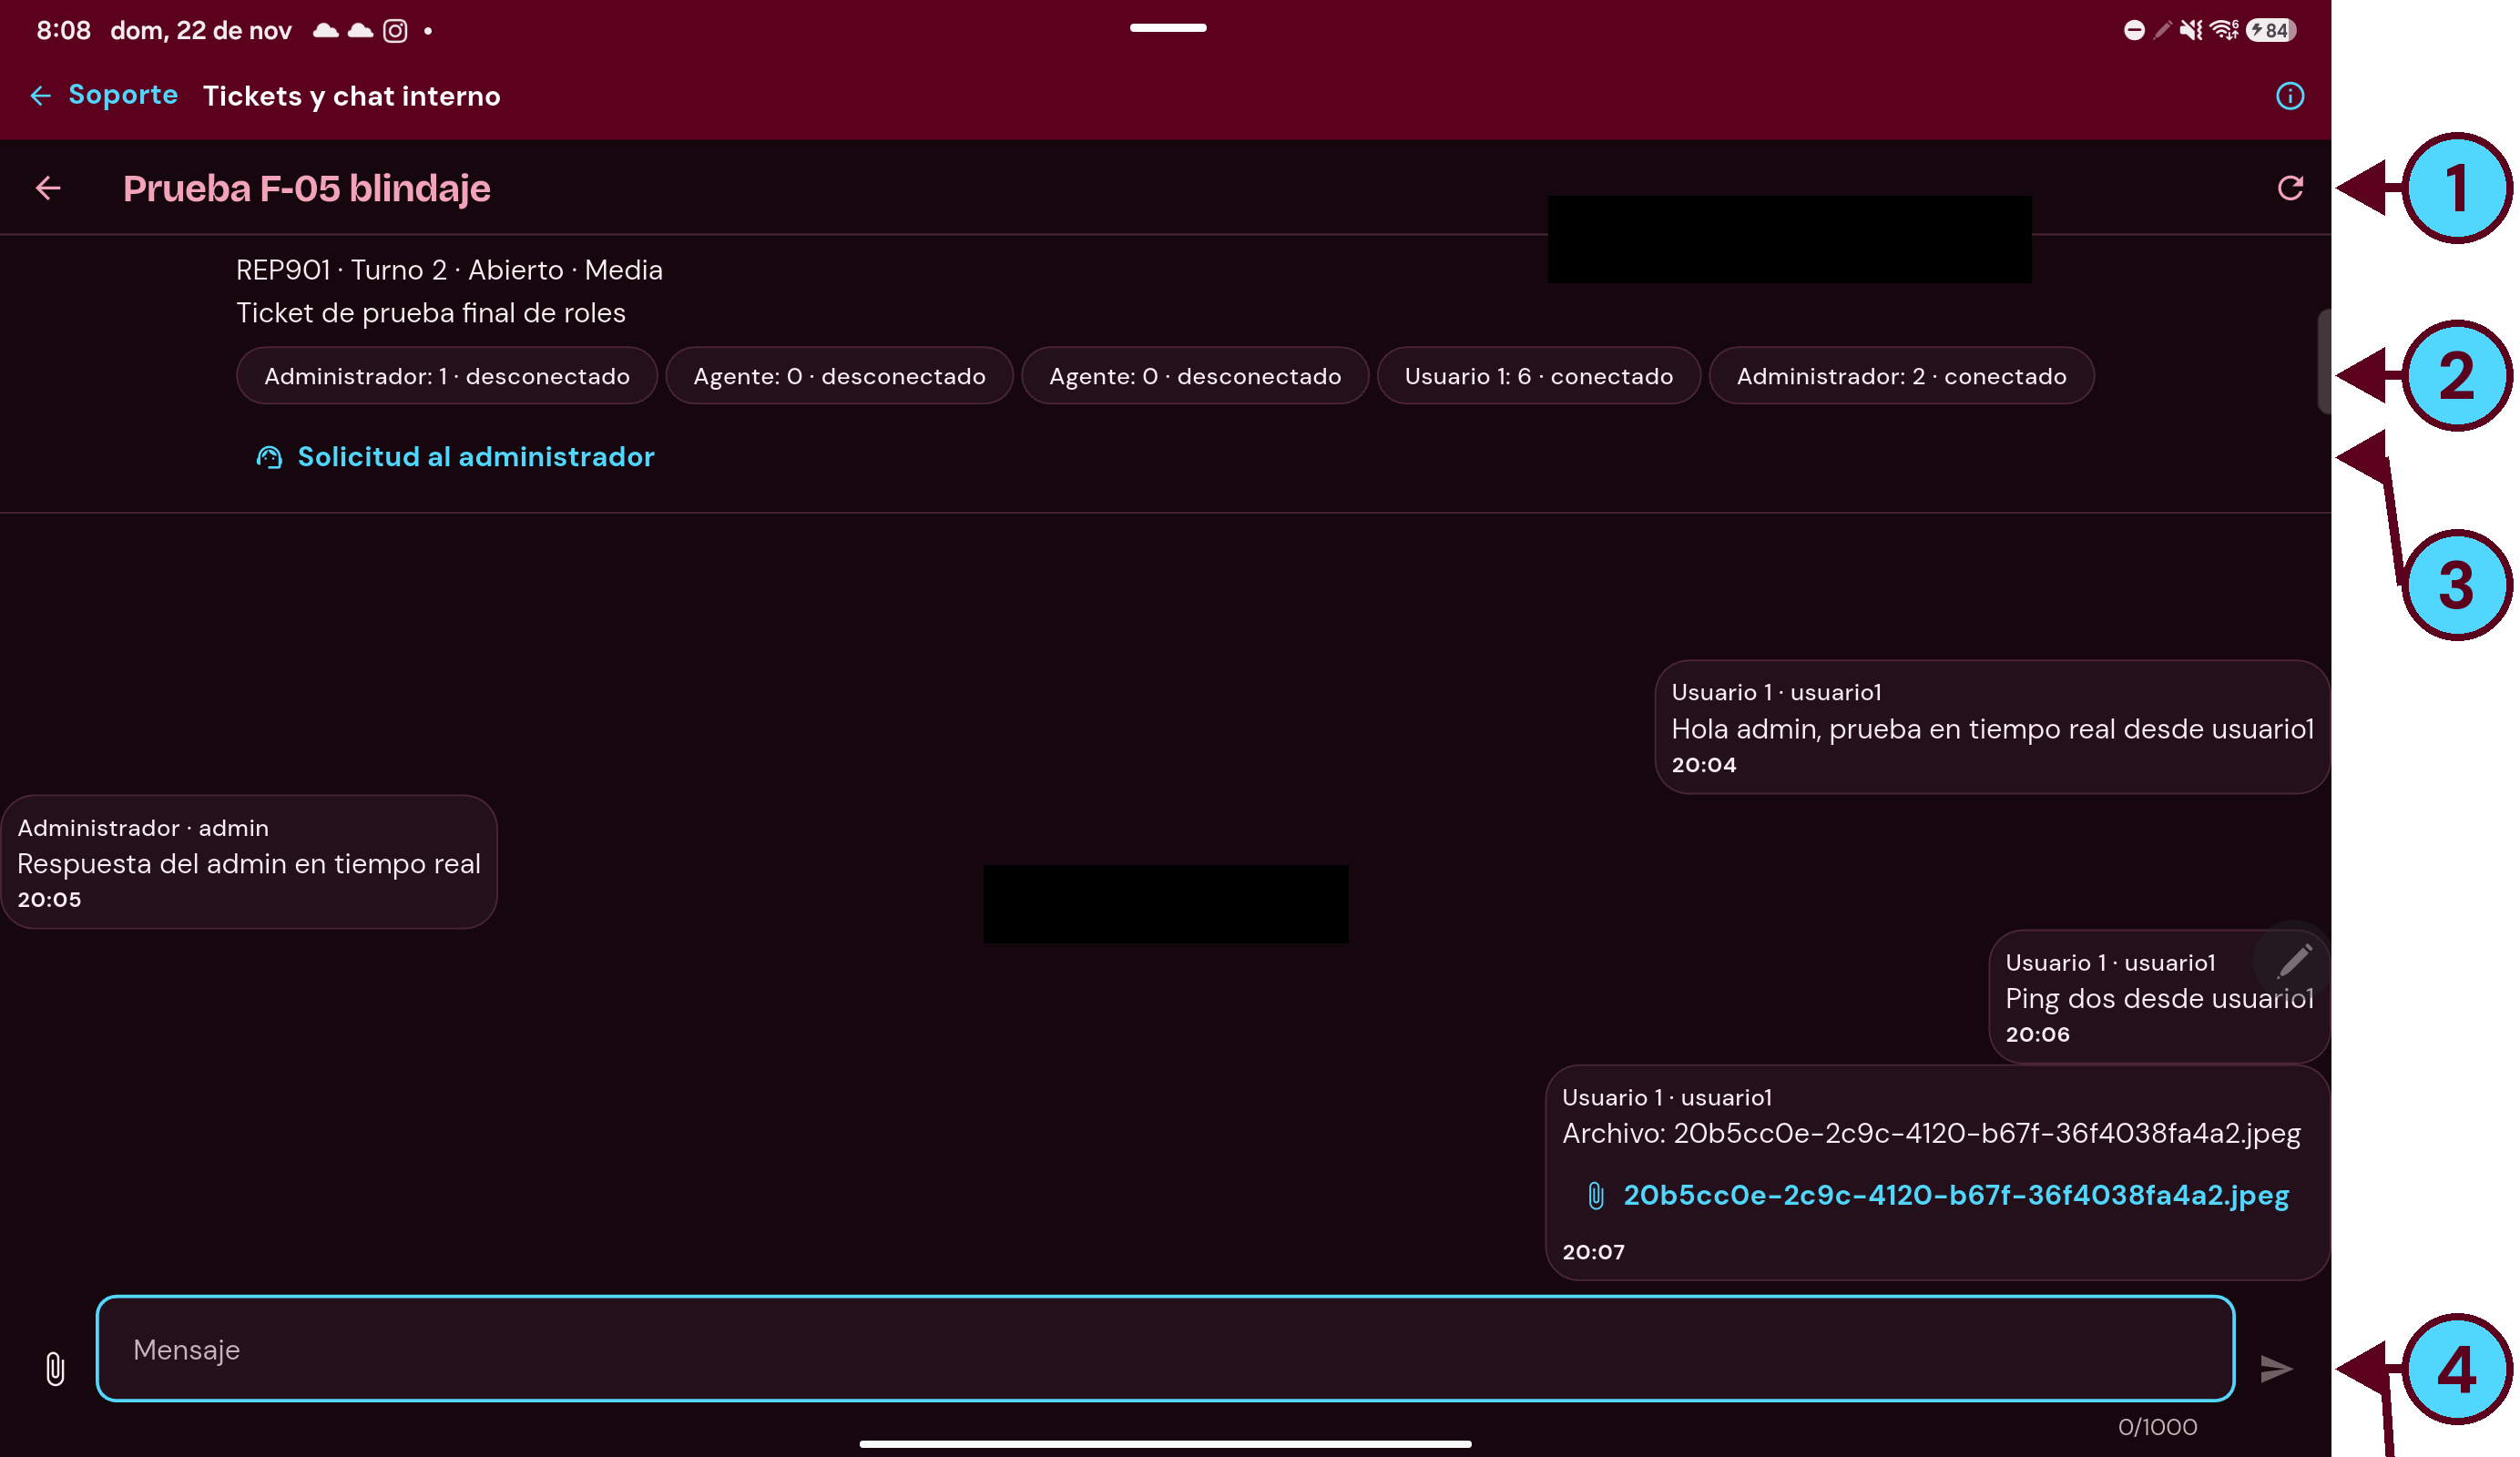 8:08 dom, 22 de nov
6 84
Soporte Tickets y chat interno
Prueba F-05 blindaje
1
REP901 · Turno 2 · Abierto · Media
Ticket de prueba final de roles
Administrador: 1 · desconectado Agente: 0 · desconectado Agente: 0 · desconectado Usuario 1: 6 · conectado Administrador: 2 · conectado
2
Solicitud al administrador
3
Usuario 1 · usuario1
Hola admin, prueba en tiempo real desde usuario1
20:04
Administrador · admin
Respuesta del admin en tiempo real
20:05
Usuario 1 · usuario1
Ping dos desde usuario1
20:06
Usuario 1 · usuario1
Archivo: 20b5cc0e-2c9c-4120-b67f-36f4038fa4a2.jpeg
20b5cc0e-2c9c-4120-b67f-36f4038fa4a2.jpeg
20:07
Mensaje
4
0/1000